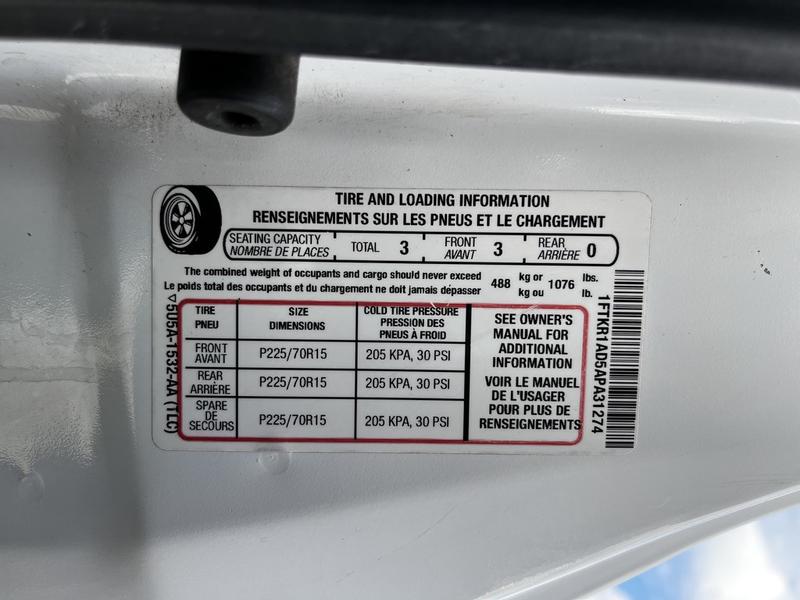 TIRE AND LOADING INFORMATION
RENSEIGNEMENTS SUR LES PNEUS ET LE CHARGEMENT
SEATING CAPACITY
NOMBRE DE PLACES
TOTAL 3
FRONT
AVANT
3
REAR
ARRIÈRE
0
The combined weight of occupants and cargo should never exceed
Le poids total des occupants et du chargement ne doit jamais dépasser
488
kg or
kg ou
1076
lbs.
lb.
TIRE
PNEU
SIZE
DIMENSIONS
COLD TIRE PRESSURE
PRESSION DES
PNEUS À FROID
FRONT
AVANT
P225/70R15
205 KPA, 30 PSI
REAR
ARRIÈRE
P225/70R15
205 KPA, 30 PSI
SPARE
DE
SECOURS
P225/70R15
205 KPA, 30 PSI
SEE OWNER'S
MANUAL FOR
ADDITIONAL
INFORMATION
VOIR LE MANUEL
DE L'USAGER
POUR PLUS DE
RENSEIGNEMENTS
▽5U5A-1532-AA (TLC)
1FTKR1AD5APA31274